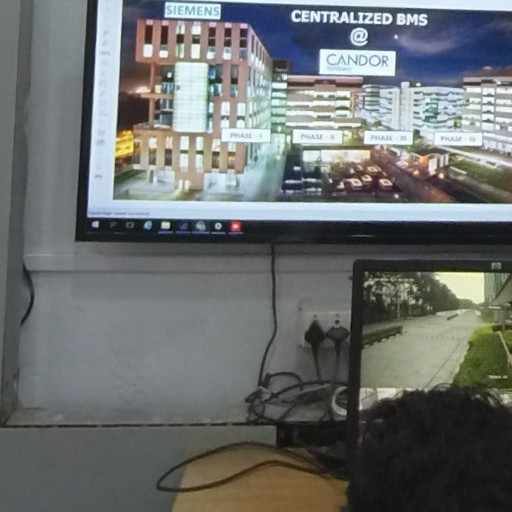 SIEMENS
CENTRALIZED BMS
@
CANDOR
PHASE - I
PHASE - II
PHASE - III
PHASE - IV